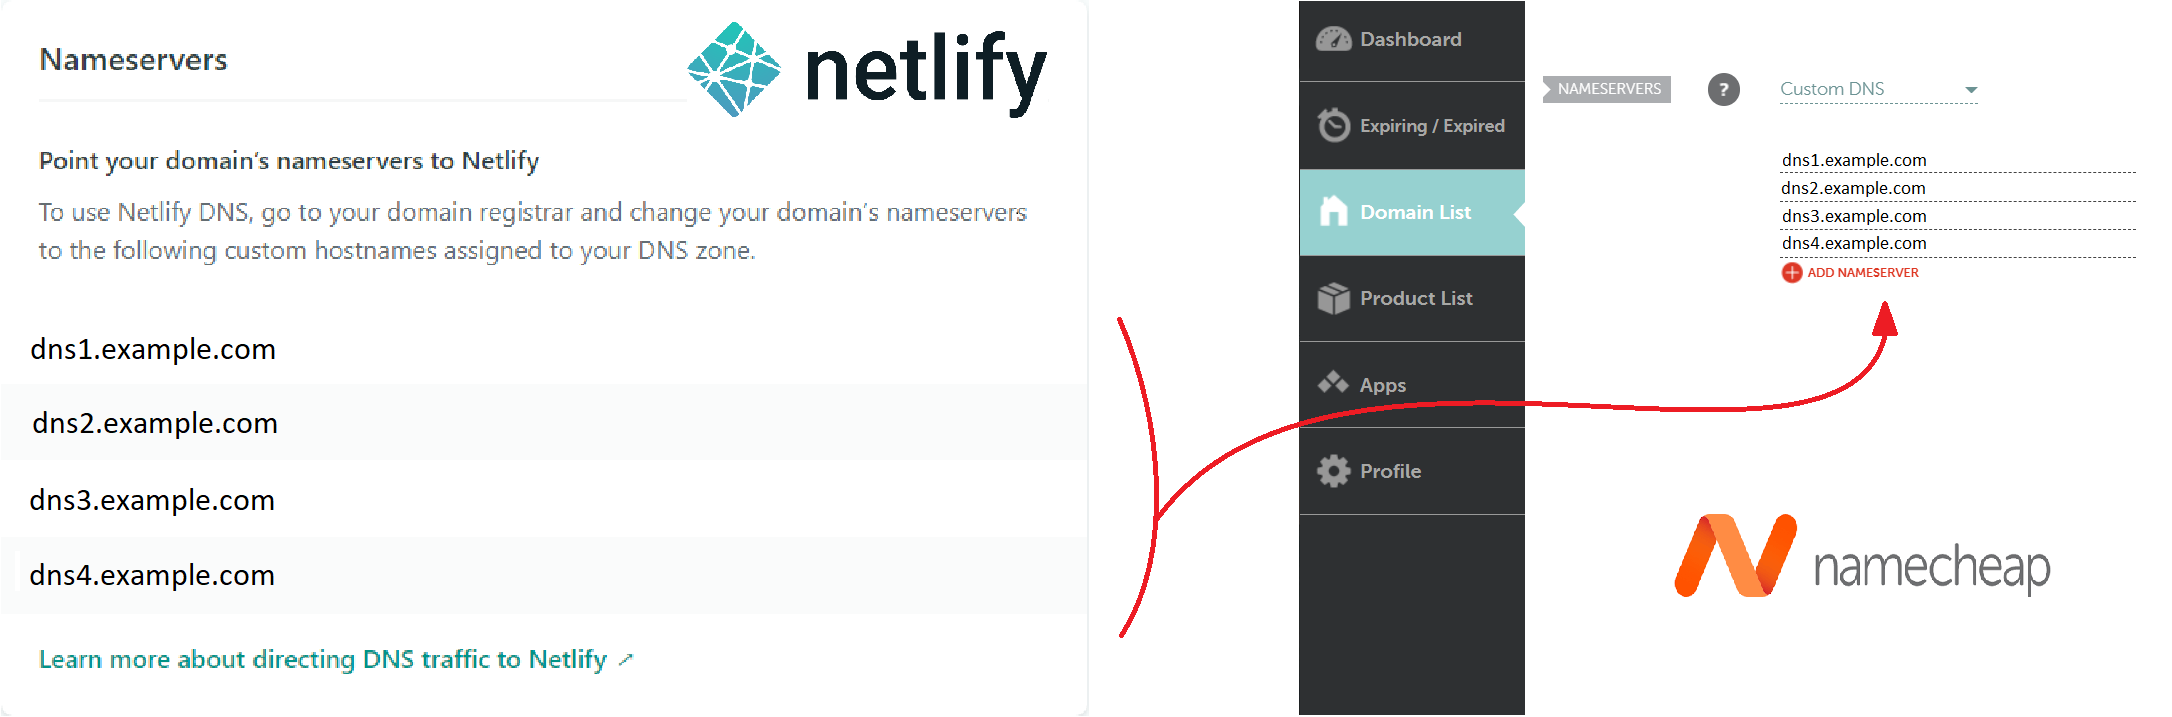 Nameservers
netlify
Point your domain's nameservers to Netlify
To use Netlify DNS, go to your domain registrar and change your domain's nameservers
to the following custom hostnames assigned to your DNS zone.
dns1.example.com
dns2.example.com
dns3.example.com
dns4.example.com
Learn more about directing DNS traffic to Netlify ↗
Dashboard
Expiring / Expired
Domain List
Product List
Apps
Profile
NAMESERVERS
?
Custom DNS
dns1.example.com
dns2.example.com
dns3.example.com
dns4.example.com
ADD NAMESERVER
namecheap